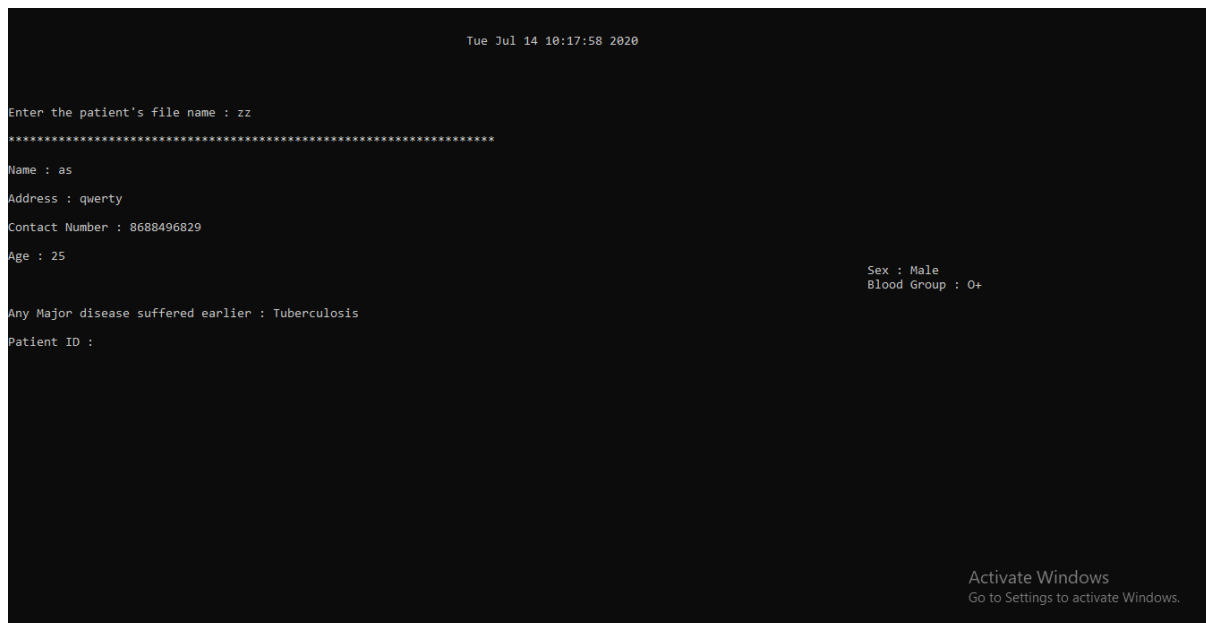 Tue Jul 14 10:17:58 2020
Enter the patient's file name : zz
********************************************************************
Name : as
Address : qwerty
Contact Number : 8688496829
Age : 25
Sex : Male
Blood Group : O+
Any Major disease suffered earlier : Tuberculosis
Patient ID :
Activate Windows
Go to Settings to activate Windows.